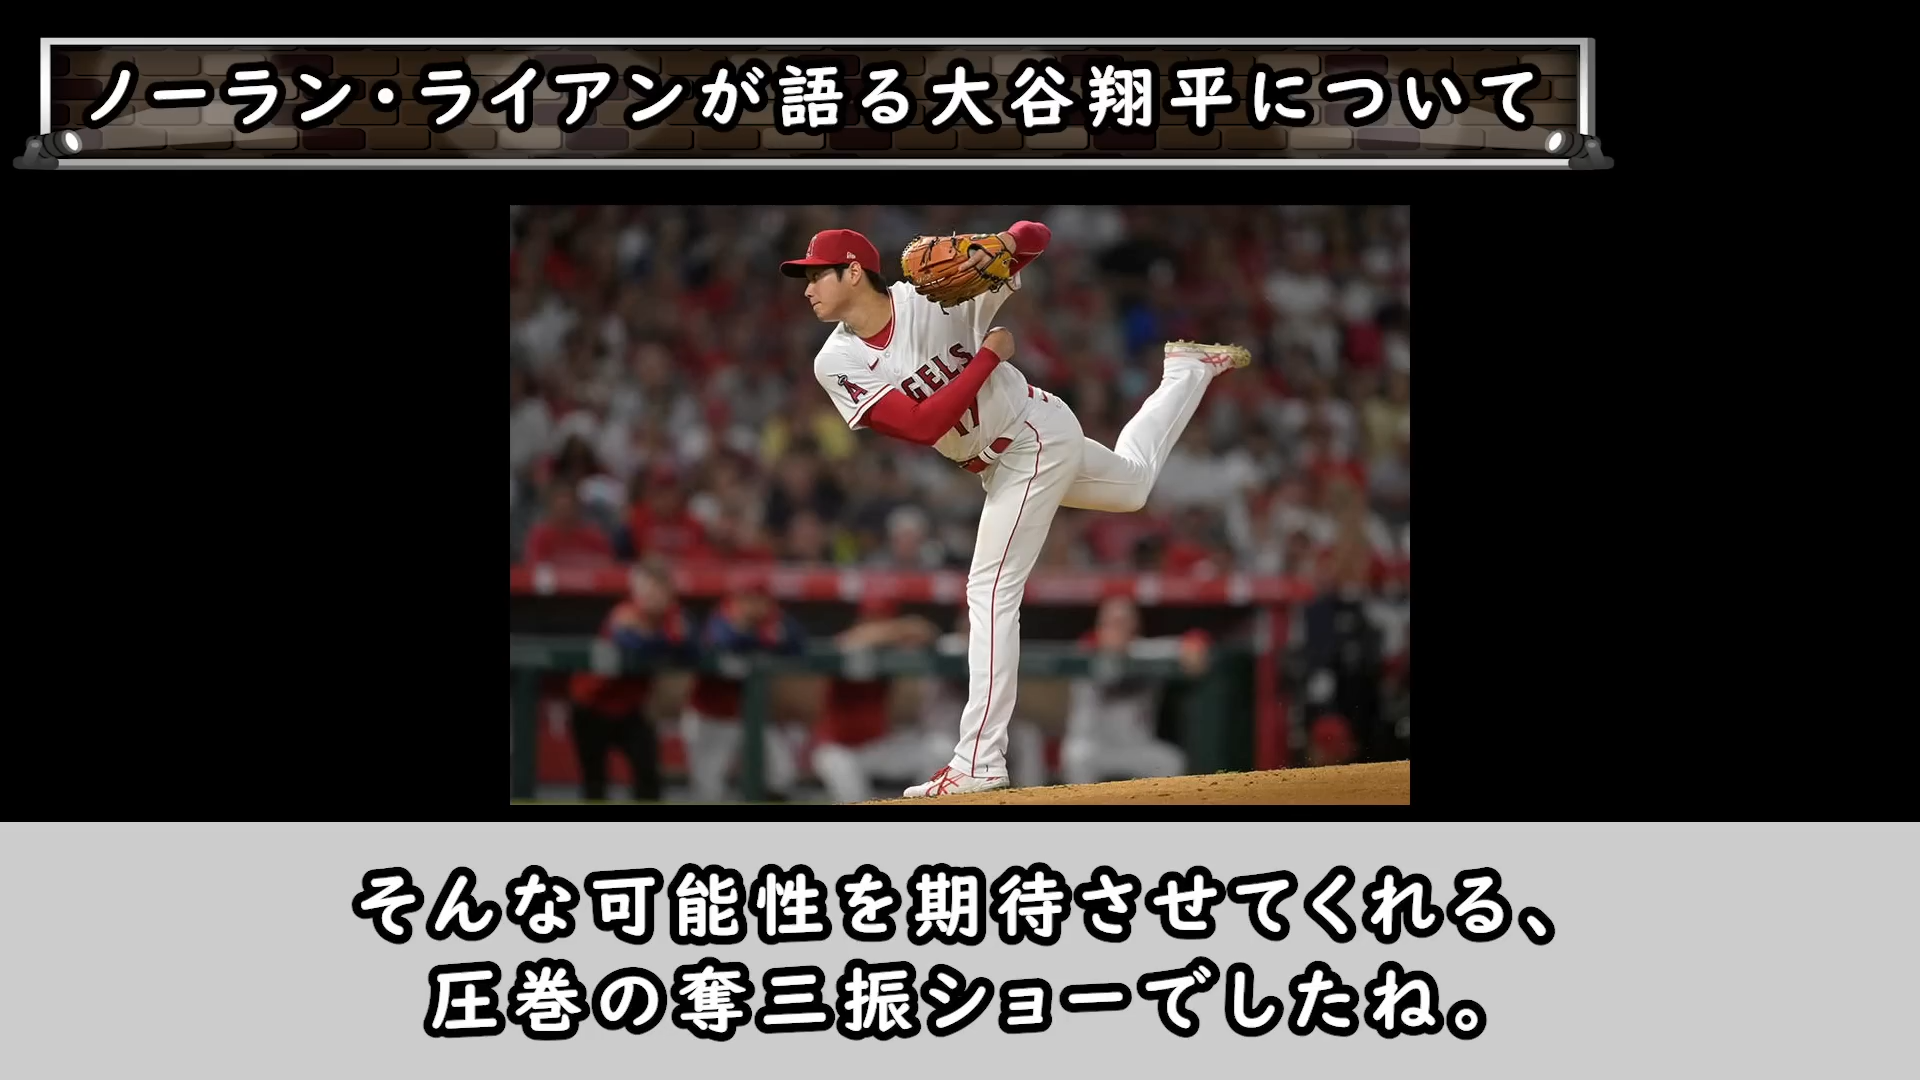 ノーラン・ライアンが語る大谷翔平について
A
GELS
17
そんな可能性を期待させてくれる、
圧巻の奪三振ショーでしたね。